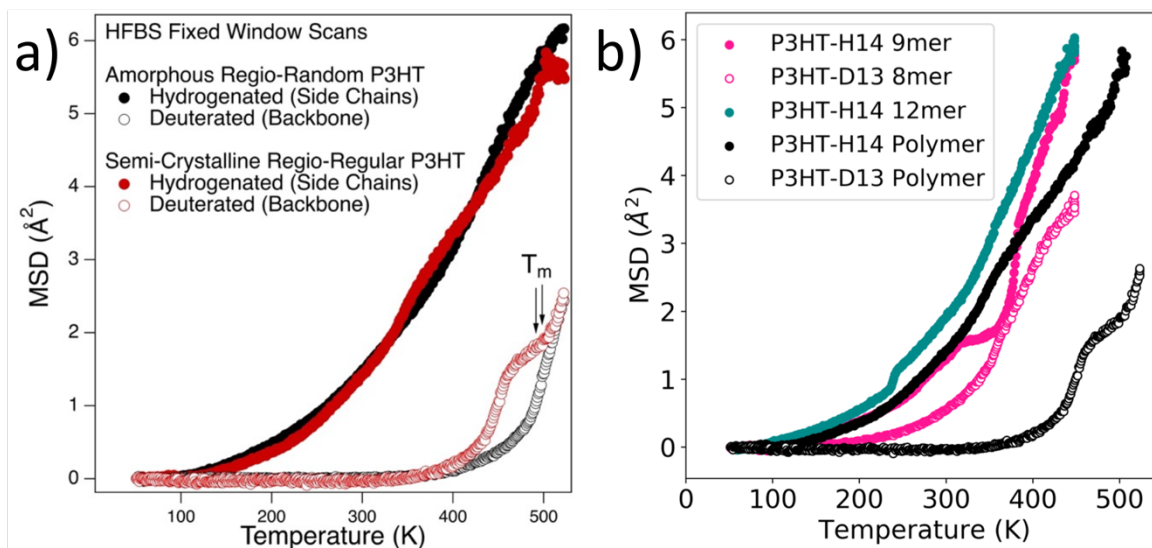 a)
HFBS Fixed Window Scans
Amorphous Regio-Random P3HT
Hydrogenated (Side Chains)
Deuterated (Backbone)
Semi-Crystalline Regio-Regular P3HT
Hydrogenated (Side Chains)
Deuterated (Backbone)
Tm
MSD (Å²)
6
5
4
3
2
1
0
100
200
300
400
500
Temperature (K)
b)
P3HT-H14 9mer
P3HT-D13 8mer
P3HT-H14 12mer
P3HT-H14 Polymer
P3HT-D13 Polymer
MSD (Å²)
6
5
4
3
2
1
0
0
100
200
300
400
500
Temperature (K)